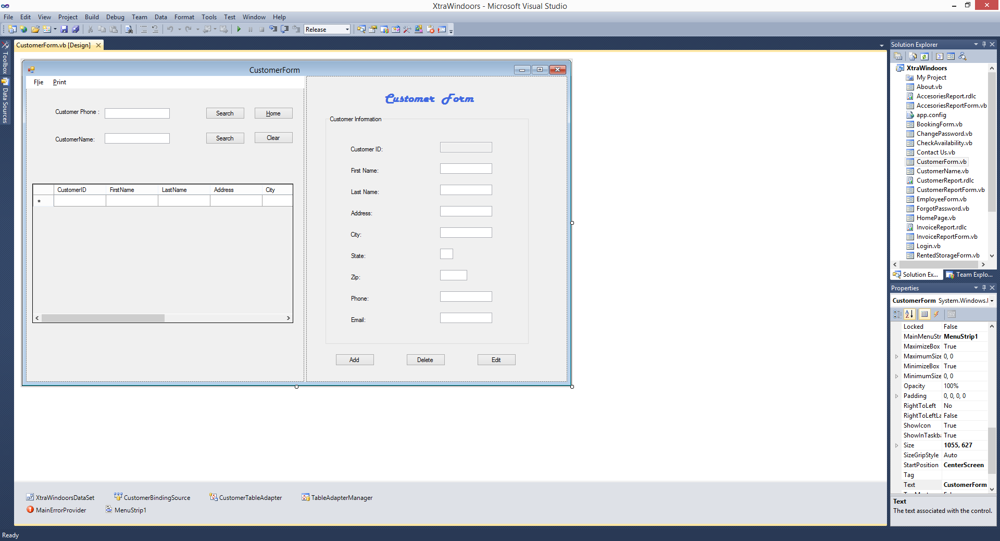 XtraWindoors - Microsoft Visual Studio
File Edit View Project Build Debug Team Data Format Tools Test Window Help
Release
CustomerForm.vb [Design]
Toolbox
Data Sources
CustomerForm
Flie Print
Customer Phone :
Search
Home
CustomerName:
Search
Clear
CustomerID FirstName LastName Address City
Customer Form
Customer Information
Customer ID:
First Name:
Last Name:
Address:
City:
State:
Zip:
Phone:
Email:
Add Delete Edit
XtraWindoorsDataSet CustomerBindingSource CustomerTableAdapter TableAdapterManager
MainErrorProvider MenuStrip1
Solution Explorer
XtraWindoors
My Project
About.vb
AccesoriesReport.rdlc
AccesoriesReportForm.vb
app.config
BookingForm.vb
ChangePassword.vb
CheckAvailability.vb
Contact Us.vb
CustomerForm.vb
CustomerName.vb
CustomerReport.rdlc
CustomerReportForm.vb
EmployeeForm.vb
ForgotPassword.vb
HomePage.vb
InvoiceReport.rdlc
InvoiceReportForm.vb
Login.vb
RentedStorageForm.vb
Solution Ex... Team Explo...
Properties
CustomerForm System.Windows.
Locked False
MainMenuStr MenuStrip1
MaximizeBox True
MaximumSize 0, 0
MinimizeBox True
MinimumSize 0, 0
Opacity 100%
Padding 0, 0, 0, 0
RightToLeft No
RightToLeftLa False
ShowIcon True
ShowInTaskba True
Size 1055, 627
SizeGripStyle Auto
StartPosition CenterScreen
Tag
Text CustomerForm
Text
The text associated with the control.
Ready